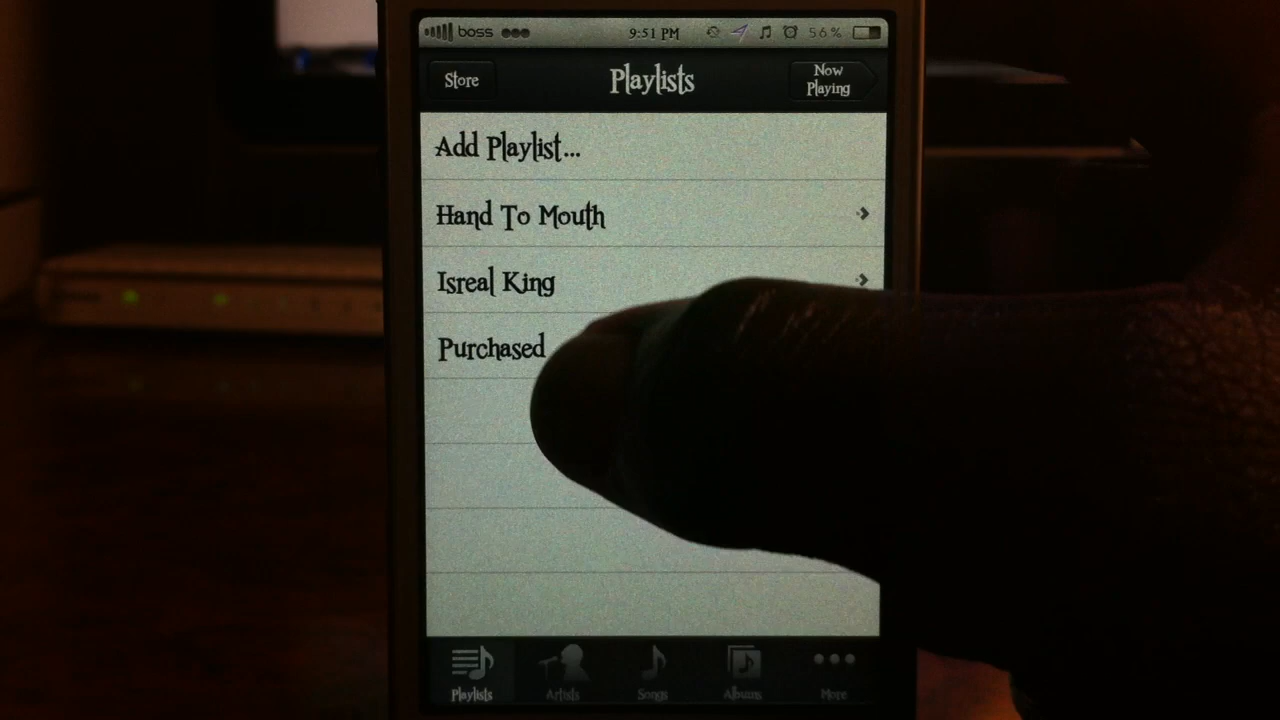 boss 9:51 PM 56%
Store Playlists Now Playing
Add Playlist...
Hand To Mouth
Isreal King
Purchased
Playlists Artists Songs Albums More